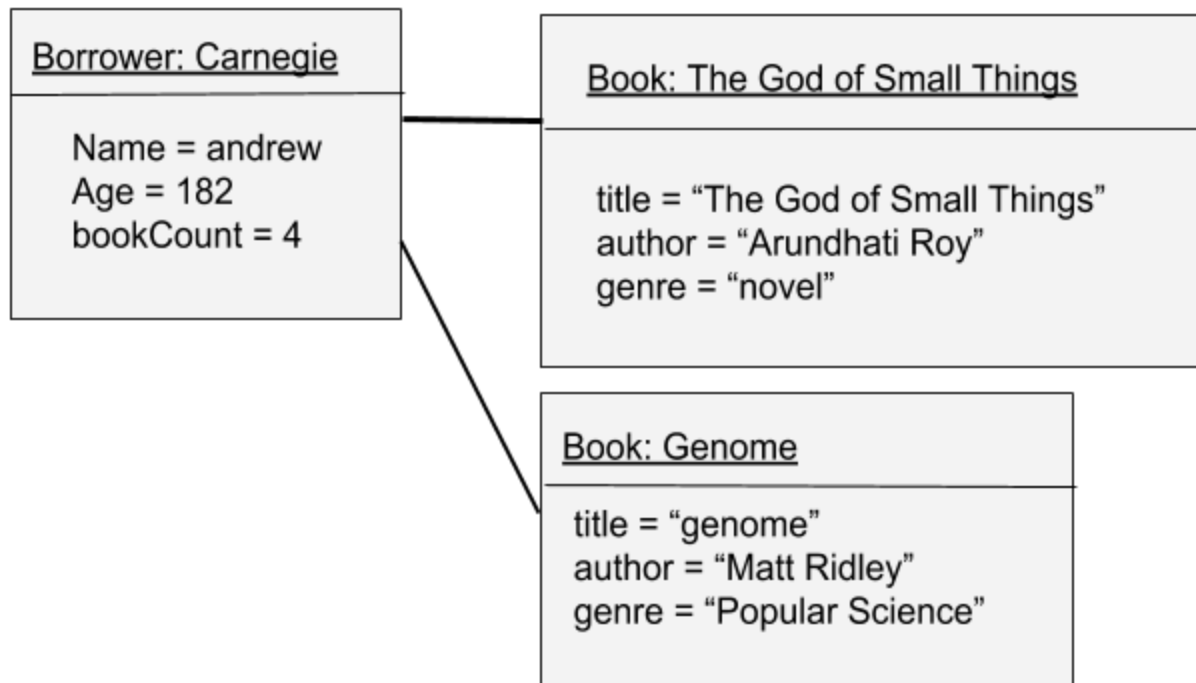 Borrower: Carnegie
Name = andrew
Age = 182
bookCount = 4
Book: The God of Small Things
title = “The God of Small Things”
author = “Arundhati Roy”
genre = “novel”
Book: Genome
title = “genome”
author = “Matt Ridley”
genre = “Popular Science”